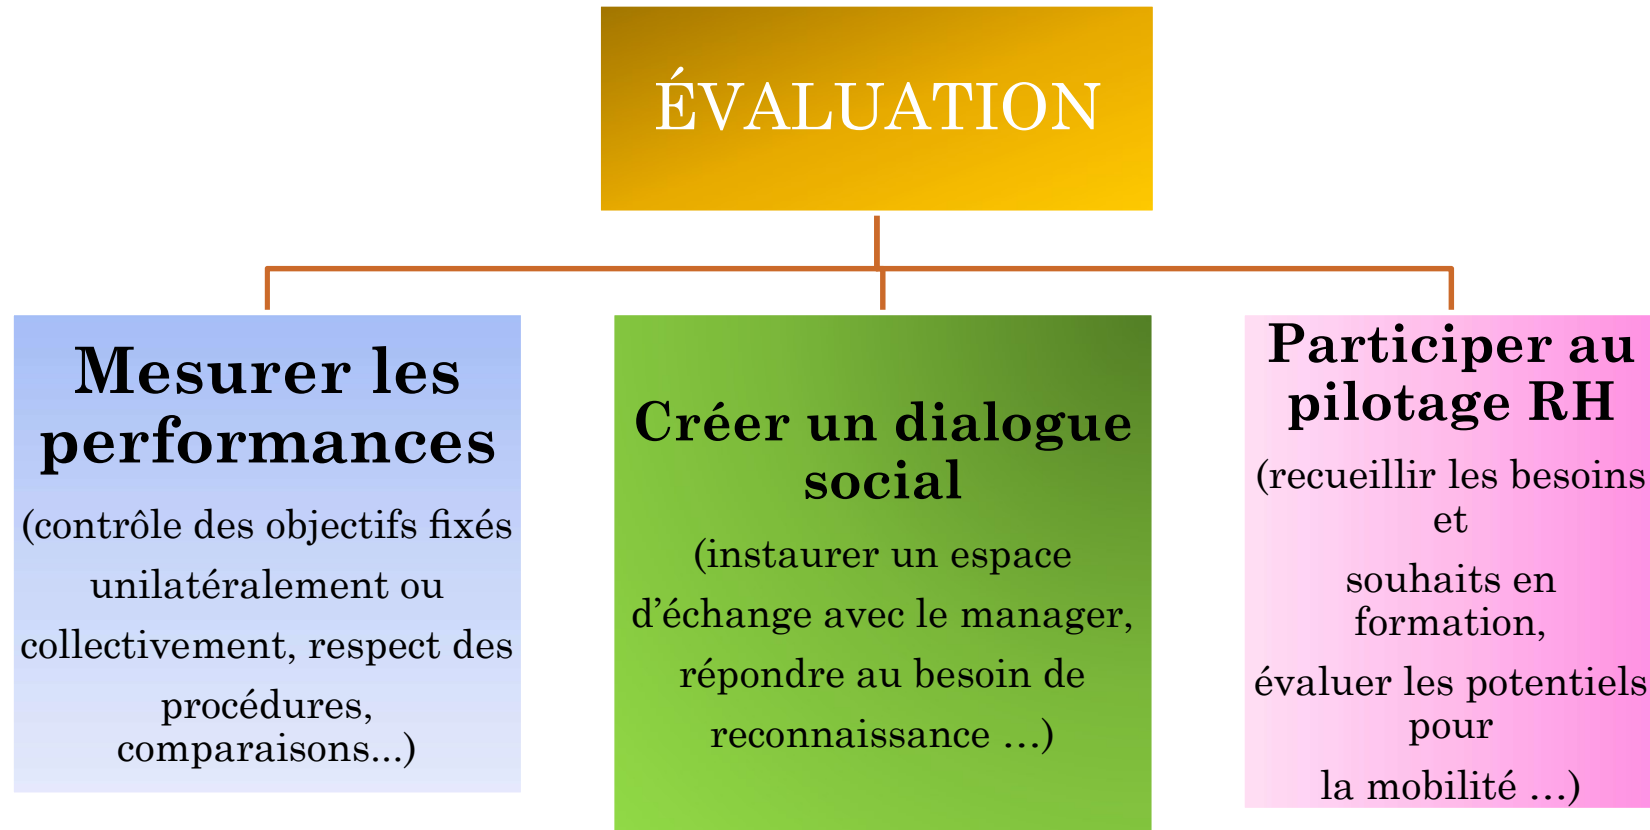 ÉVALUATION
Mesurer les
performances
(contrôle des objectifs fixés
unilatéralement ou
collectivement, respect des
procédures,
comparaisons...)
Créer un dialogue
social
(instaurer un espace
d’échange avec le manager,
répondre au besoin de
reconnaissance …)
Participer au
pilotage RH
(recueillir les besoins
et
souhaits en
formation,
évaluer les potentiels
pour
la mobilité …)